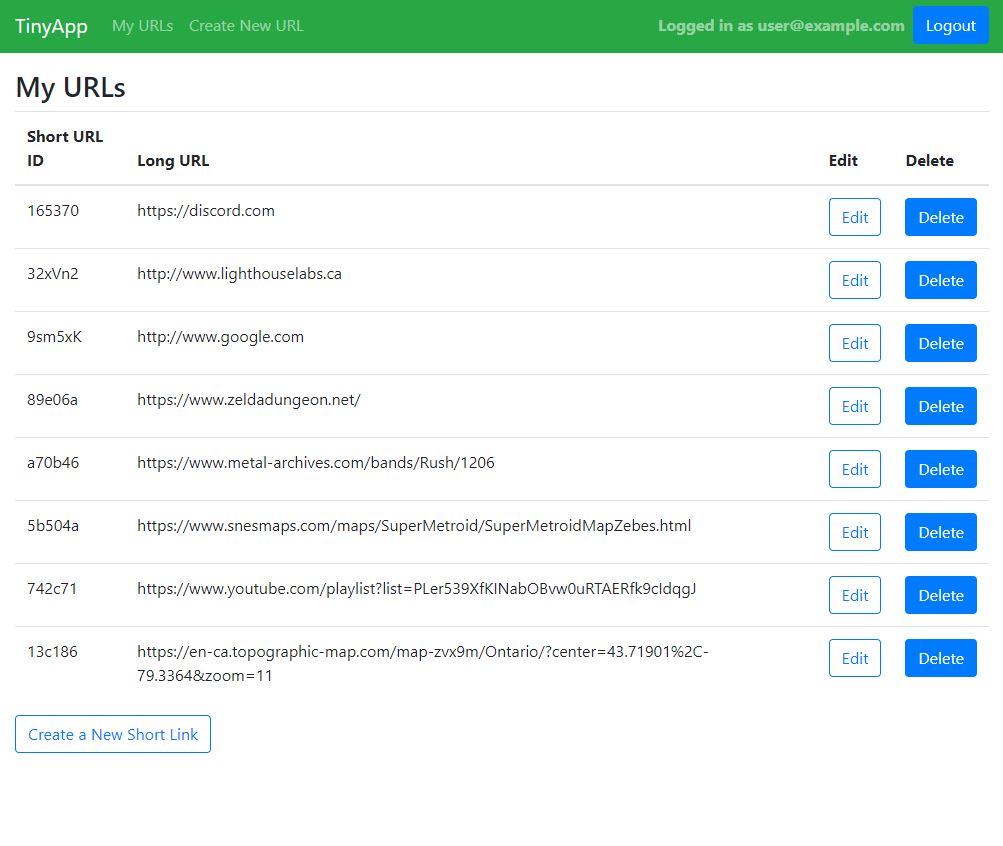 TinyApp My URLs Create New URL Logged in as user@example.com Logout
My URLs
Short URL
ID Long URL Edit Delete
165370 https://discord.com Edit Delete
32xVn2 http://www.lighthouselabs.ca Edit Delete
9sm5xK http://www.google.com Edit Delete
89e06a https://www.zeldadungeon.net/ Edit Delete
a70b46 https://www.metal-archives.com/bands/Rush/1206 Edit Delete
5b504a https://www.snesmaps.com/maps/SuperMetroid/SuperMetroidMapZebes.html Edit Delete
742c71 https://www.youtube.com/playlist?list=PLer539XfKINabOBvw0uRTAERfk9cIdqgJ Edit Delete
13c186 https://en-ca.topographic-map.com/map-zvx9m/Ontario/?center=43.71901%2C- Edit Delete
79.3364&zoom=11
Create a New Short Link